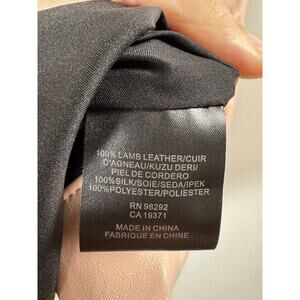 100% LAMB LEATHER/CUIR
D'AGNEAU/KUZU DERI/
PIEL DE CORDERO
100%SILK/SOIE/SEDA/IPEK
100%POLYESTER/POLIESTER
RN 98292
CA 19371
MADE IN CHINA
FABRIQUE EN CHINE